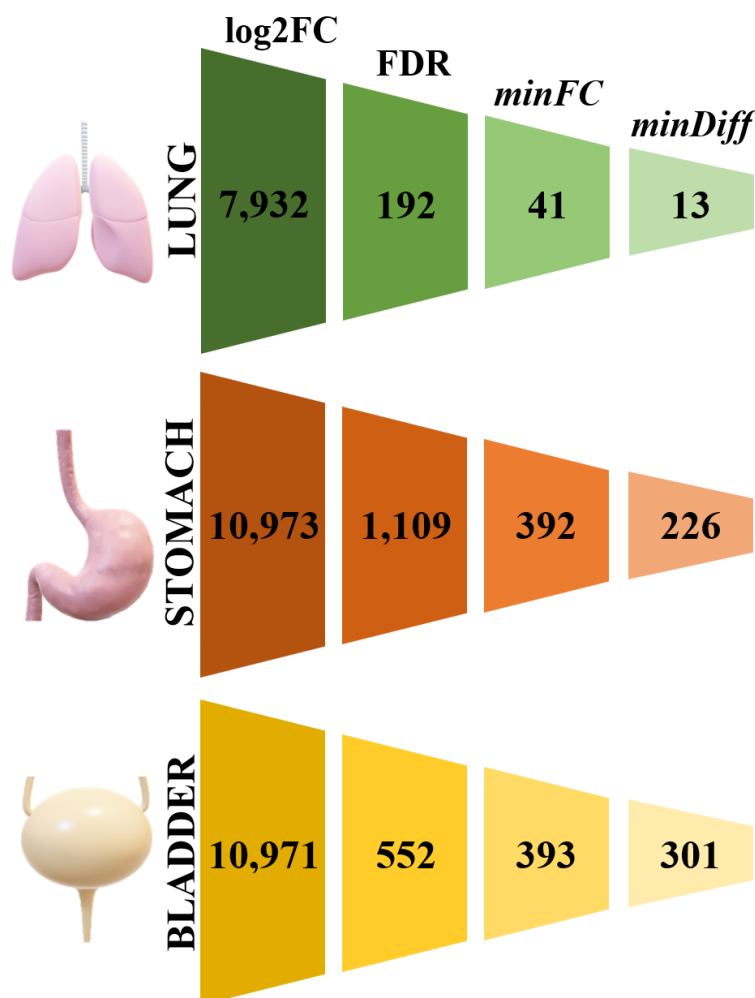 log2FC
FDR
minFC
minDiff
LUNG
7,932
192
41
13
STOMACH
10,973
1,109
392
226
BLADDER
10,971
552
393
301